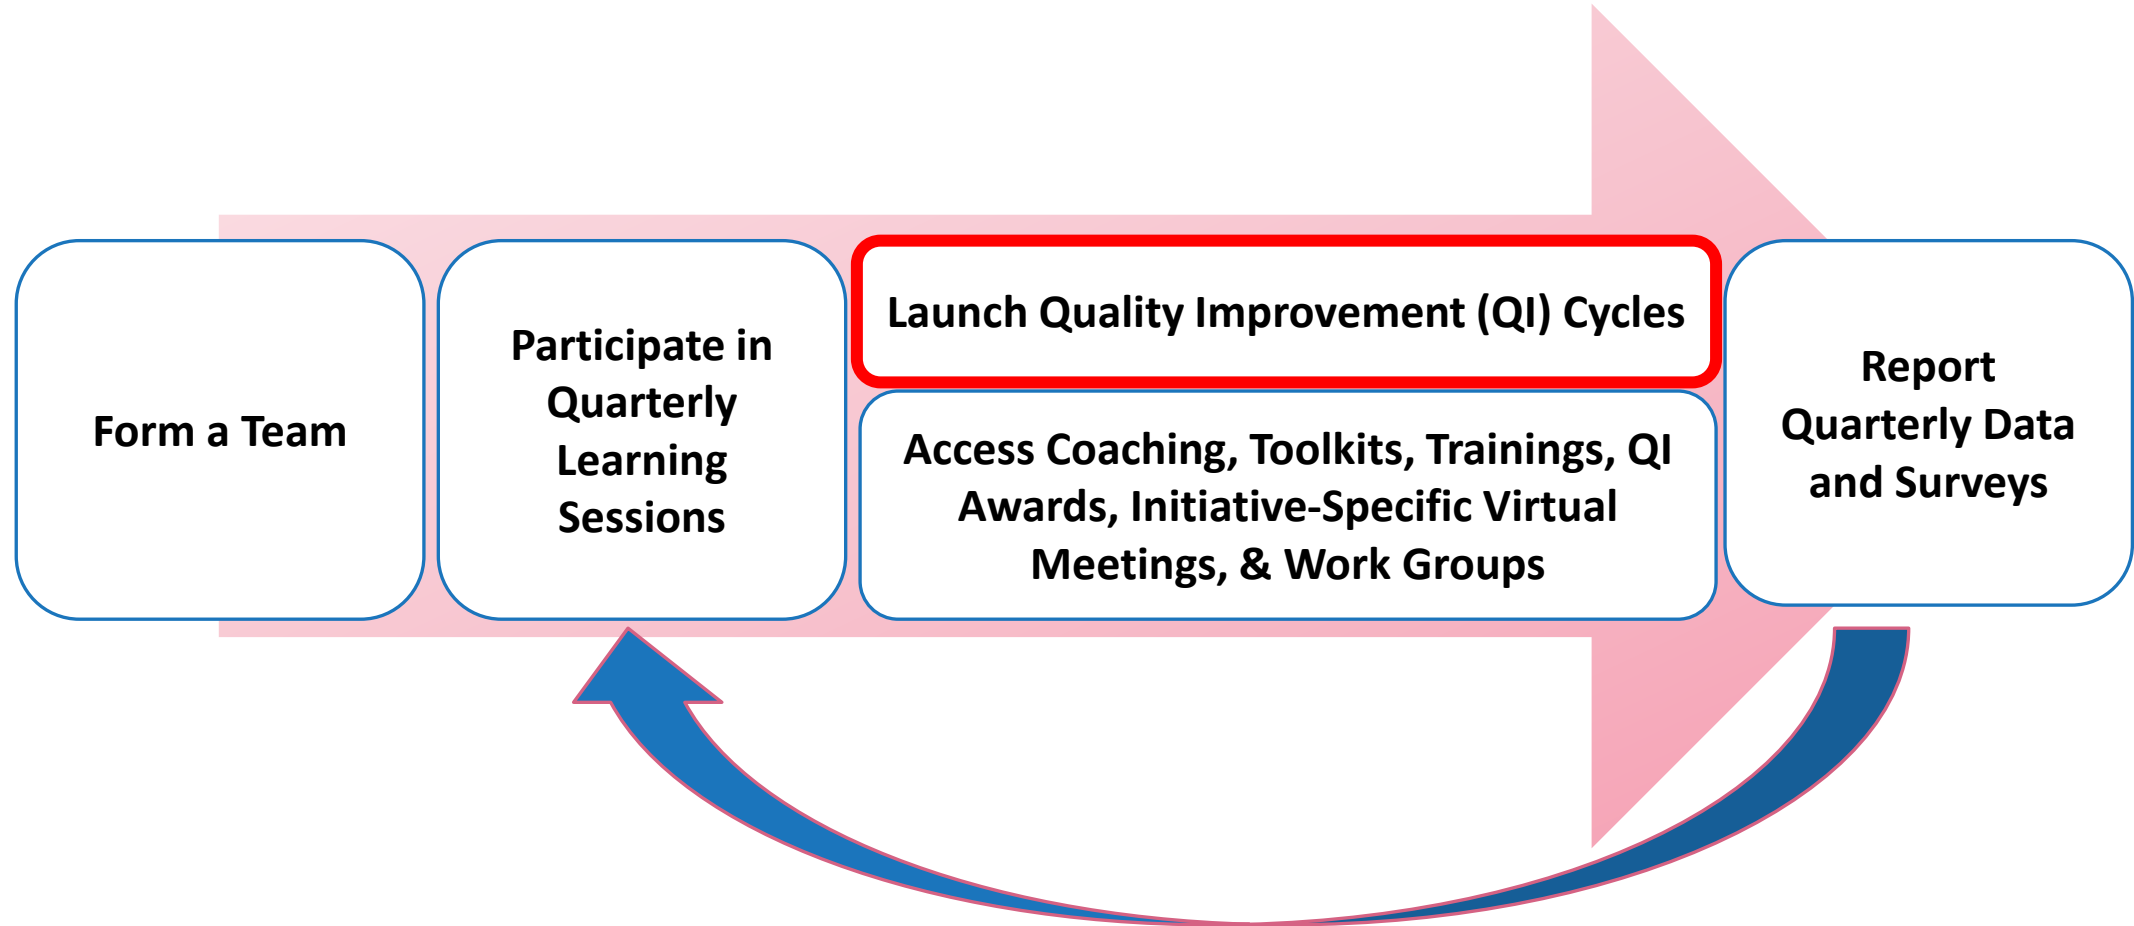 Form a Team
Participate in
Quarterly
Learning
Sessions
Launch Quality Improvement (QI) Cycles
Access Coaching, Toolkits, Trainings, QI
Awards, Initiative-Specific Virtual
Meetings, & Work Groups
Report
Quarterly Data
and Surveys